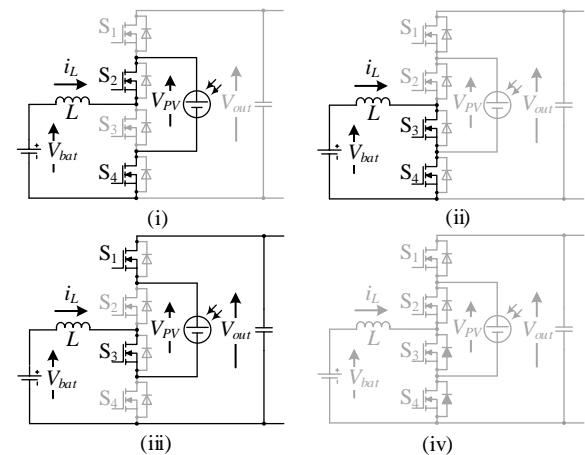 S1
S2
iL
L
S3
S4
Vbat
VPV
Vout
(i)
S1
S2
iL
L
S3
S4
Vbat
VPV
Vout
(ii)
S1
S2
iL
L
S3
S4
Vbat
VPV
Vout
(iii)
S1
S2
iL
L
S3
S4
Vbat
VPV
Vout
(iv)